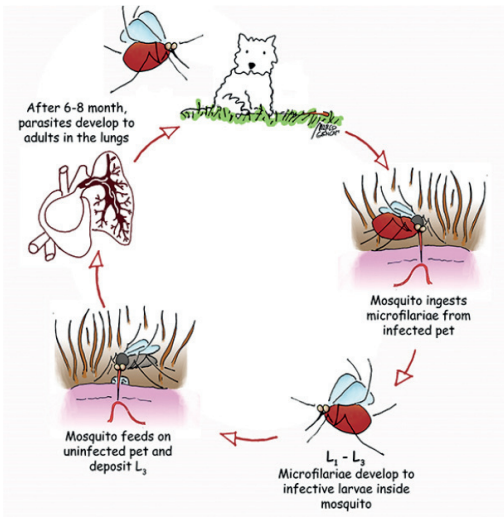 After 6-8 month,
parasites develop to
adults in the lungs
Mosquito ingests
microfilariae from
infected pet
L₁ - L₃
Microfilariae develop to
infective larvae inside
mosquito
Mosquito feeds on
uninfected pet and
deposit L₃